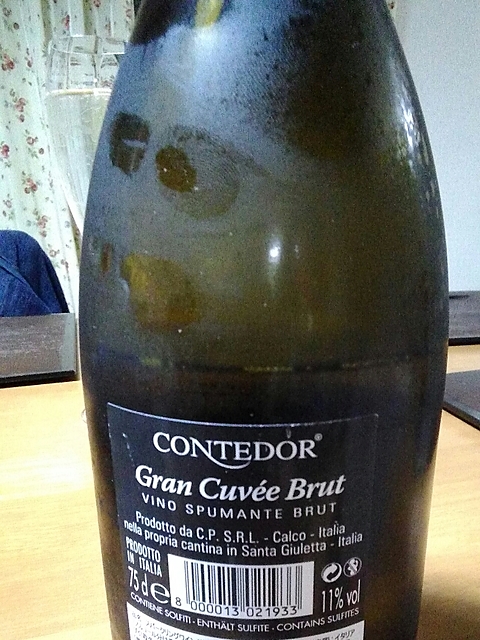 CONTEDOR®
Gran Cuvée Brut
VINO SPUMANTE BRUT
Prodotto da C.P. S.R.L. - Calco - Italia
nella propria cantina in Santa Giuletta - Italia
PRODOTTO
IN ITALIA
75 cl e
8 000013 021933
11% vol
CONTIENE SOLFITI - ENTHÄLT SULFITE - CONTAINS SULFITES